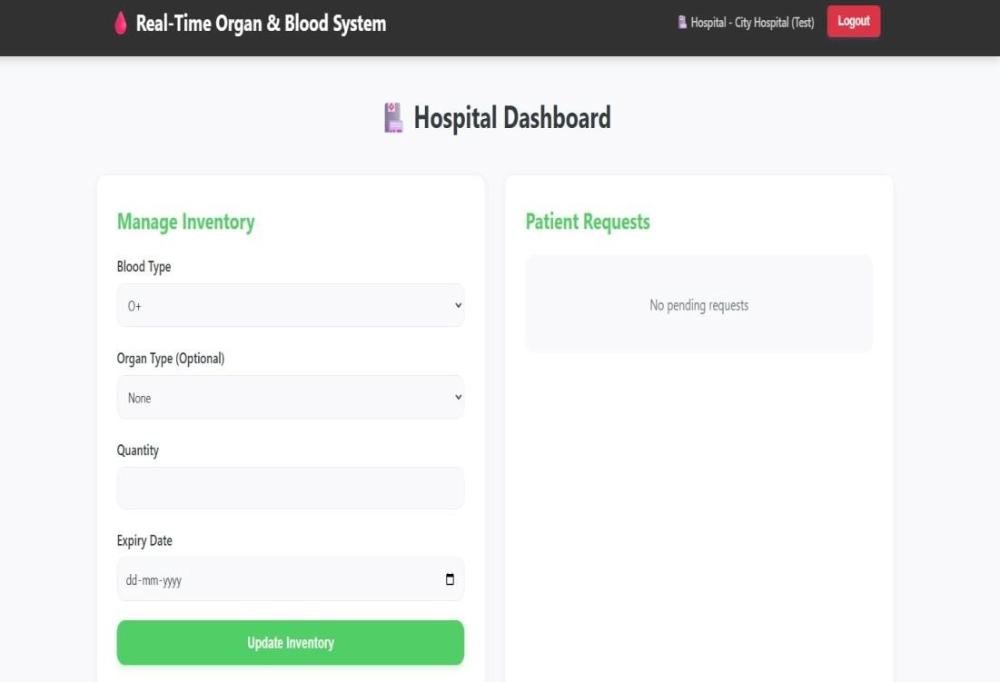 Real-Time Organ & Blood System
Hospital - City Hospital (Test)
Logout
Hospital Dashboard
Manage Inventory
Blood Type
O+
Organ Type (Optional)
None
Quantity
Expiry Date
dd-mm-yyyy
Update Inventory
Patient Requests
No pending requests